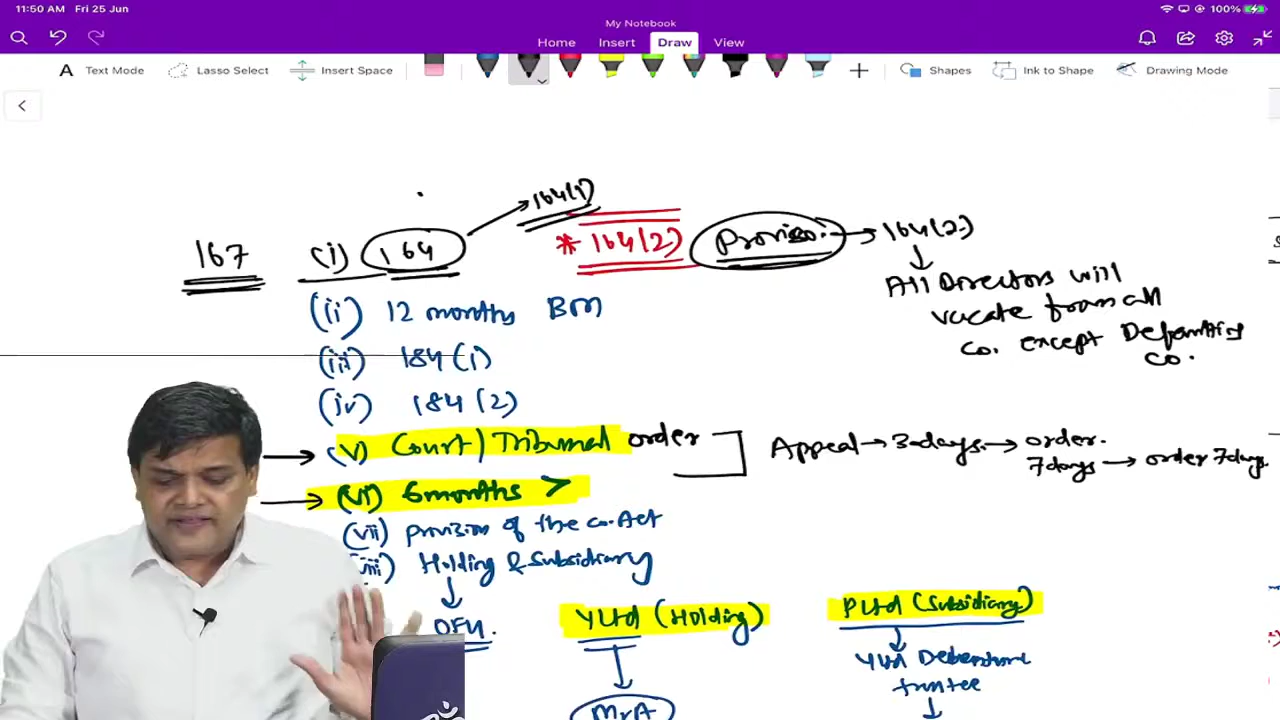 11:50 AM Fri 25 Jun
100%
My Notebook
Home Insert Draw View
Text Mode Lasso Select Insert Space Shapes Ink to Shape Drawing Mode
167 (i) 164 → 164(1) * 164(2) Proviso. → 164(2)
All Directors will
vacate from all
co. except Defaulting
co.
(ii) 12 months BM
(iii) 184(1)
(iv) 184(2)
(v) Court/Tribunal order
Appeal → 3 days. → order.
7 days → order 7 days.
(vi) 6 months >
(vii) provision of the co. Act
(viii) Holding & Subsidiary
Y Ltd (Holding)
P Ltd (Subsidiary)
Y Ltd Debenture
trustee
Mr A